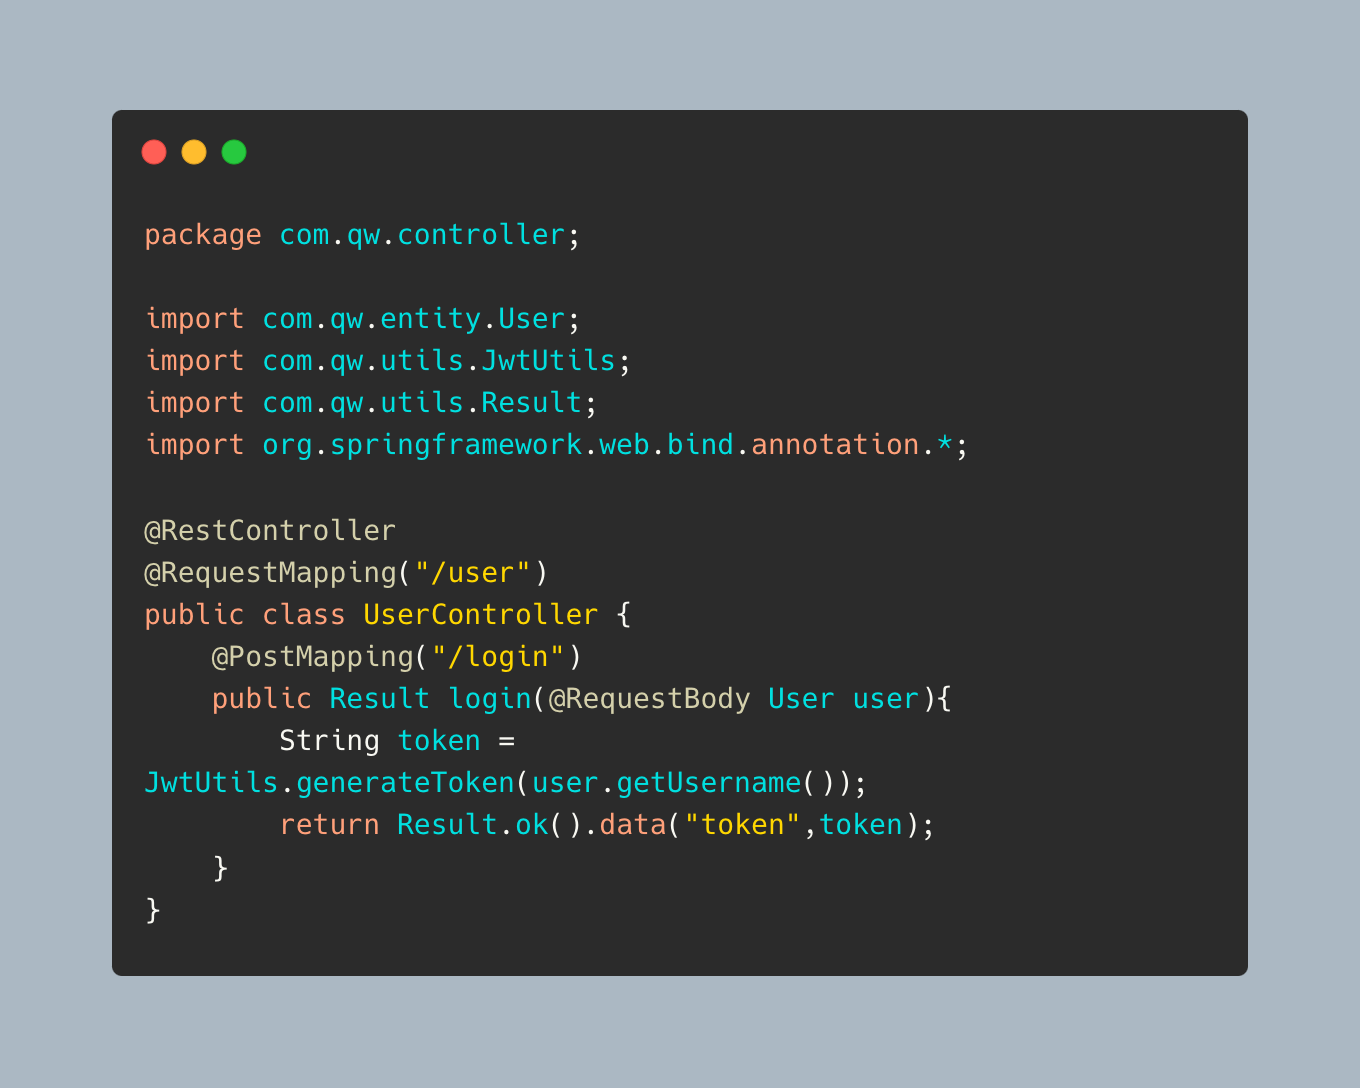 package com.qw.controller;

import com.qw.entity.User;
import com.qw.utils.JwtUtils;
import com.qw.utils.Result;
import org.springframework.web.bind.annotation.*;

@RestController
@RequestMapping("/user")
public class UserController {
    @PostMapping("/login")
    public Result login(@RequestBody User user){
        String token =
JwtUtils.generateToken(user.getUsername());
        return Result.ok().data("token",token);
    }
}